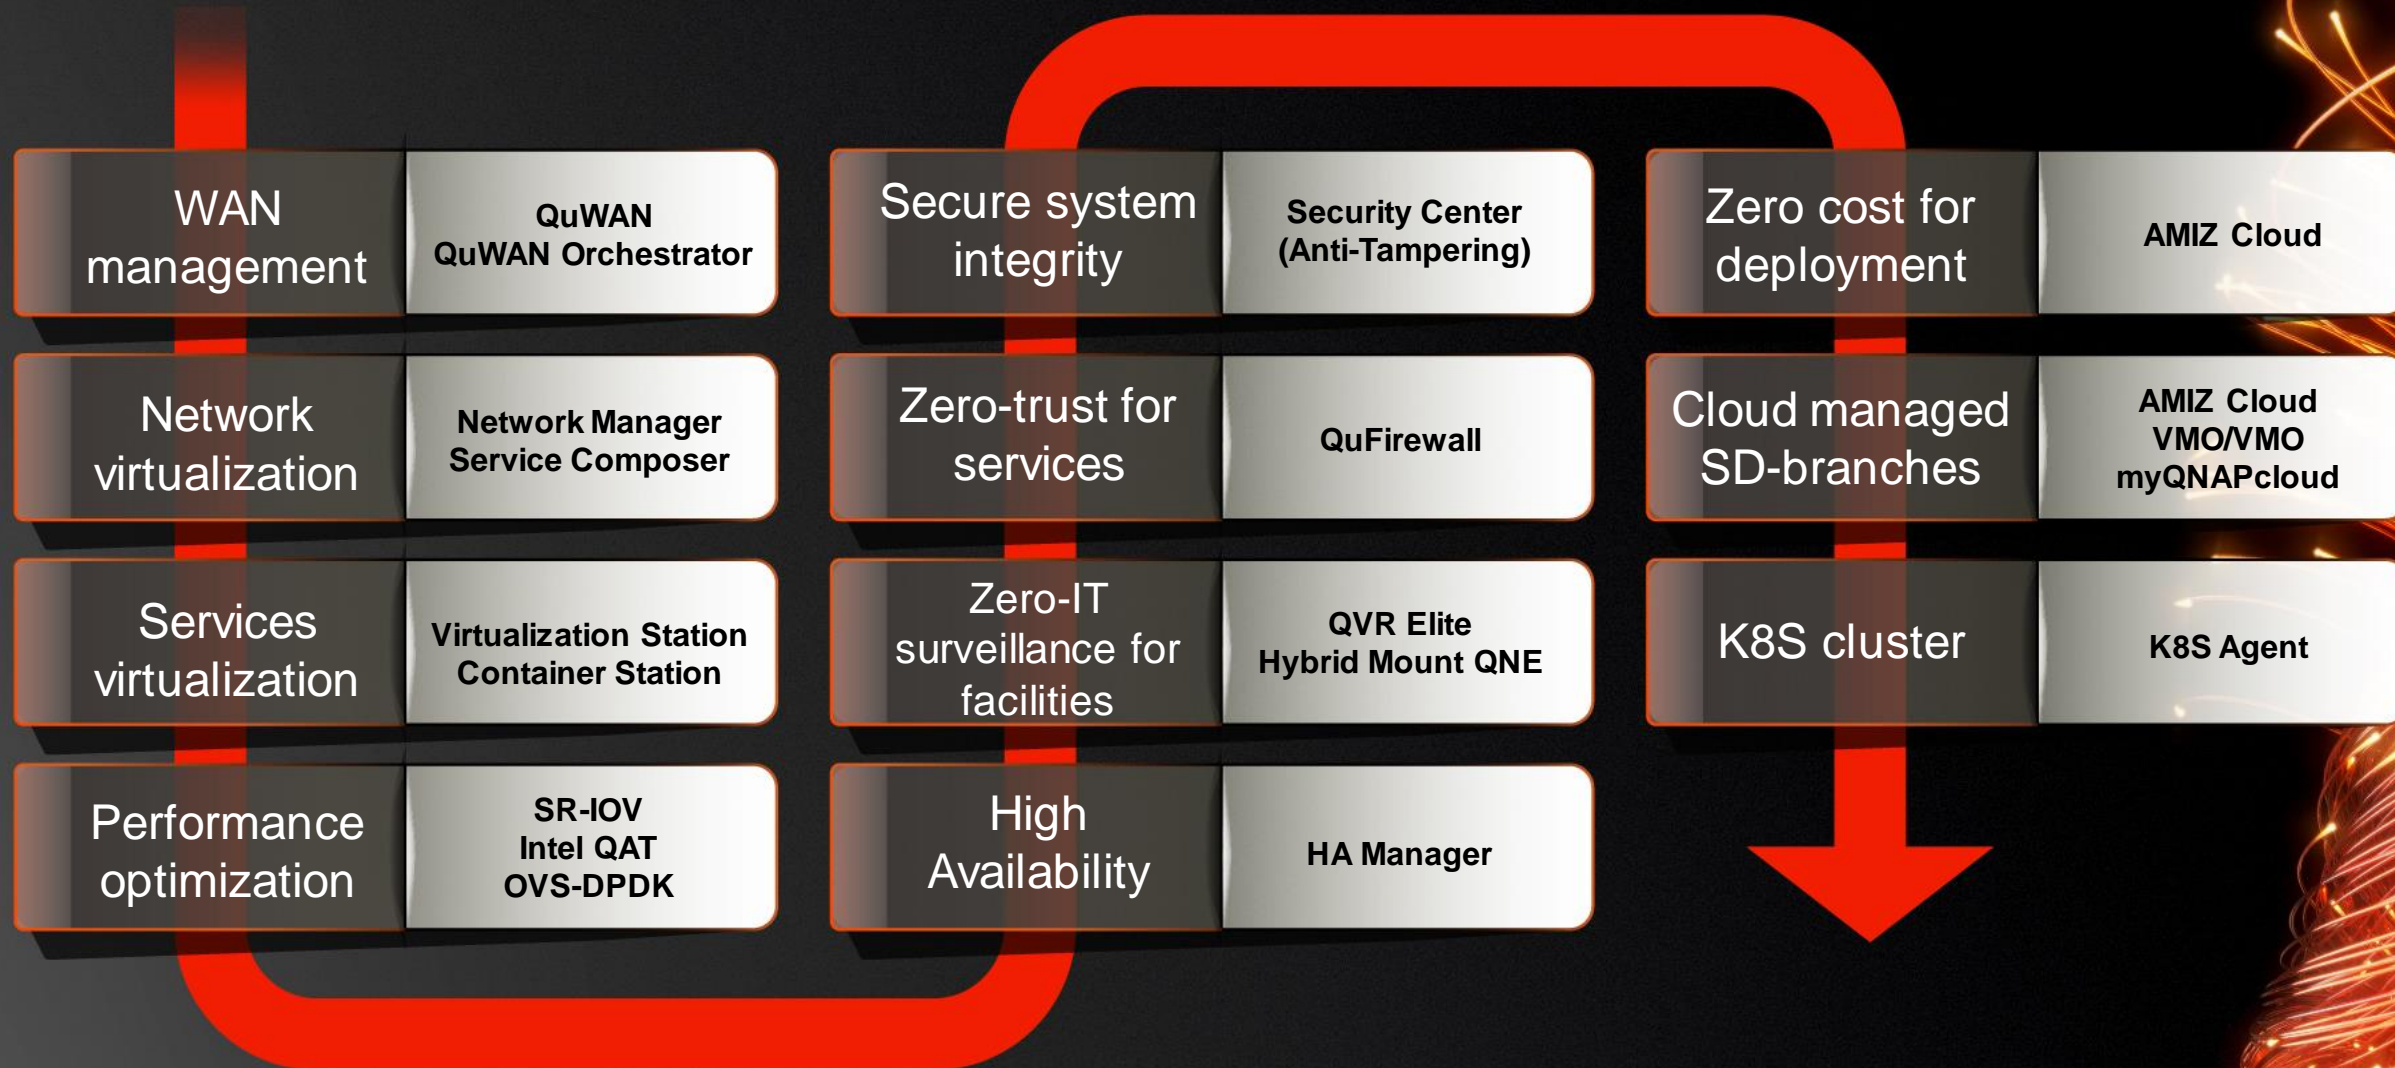 WAN
management
QuWAN
QuWAN Orchestrator
Network
virtualization
Network Manager
Service Composer
Services
virtualization
Virtualization Station
Container Station
Performance
optimization
SR-IOV
Intel QAT
OVS-DPDK
Secure system
integrity
Security Center
(Anti-Tampering)
Zero-trust for
services
QuFirewall
Zero-IT
surveillance for
facilities
QVR Elite
Hybrid Mount QNE
High
Availability
HA Manager
Zero cost for
deployment
AMIZ Cloud
Cloud managed
SD-branches
AMIZ Cloud
VMO/VMO
myQNAPcloud
K8S cluster
K8S Agent